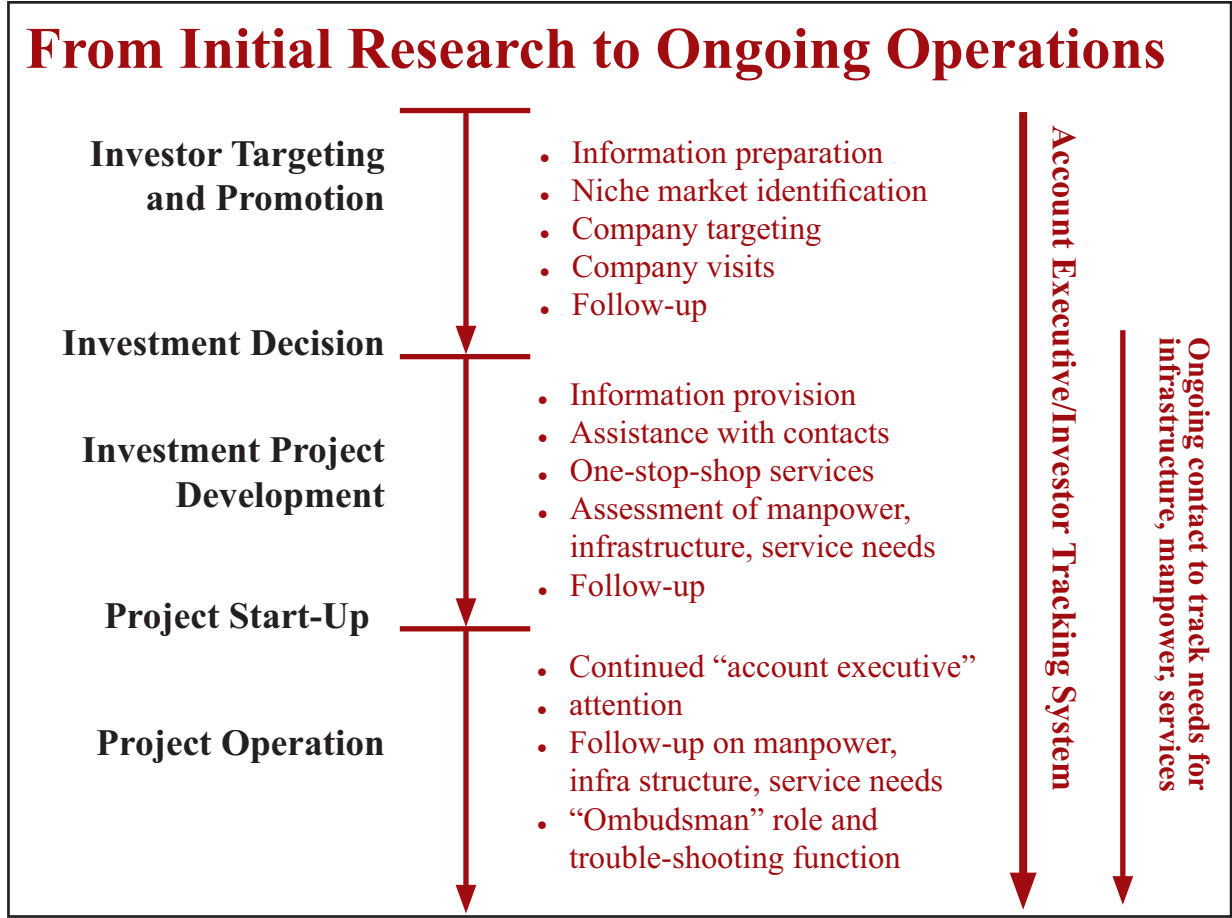 From Initial Research to Ongoing Operations
Investor Targeting
and Promotion
• Information preparation
• Niche market identification
• Company targeting
• Company visits
• Follow-up
Investment Decision
Investment Project
Development
• Information provision
• Assistance with contacts
• One-stop-shop services
• Assessment of manpower,
infrastructure, service needs
• Follow-up
Project Start-Up
Project Operation
• Continued “account executive”
• attention
• Follow-up on manpower,
infra structure, service needs
• “Ombudsman” role and
trouble-shooting function
Account Executive/Investor Tracking System
Ongoing contact to track needs for
infrastructure, manpower, services